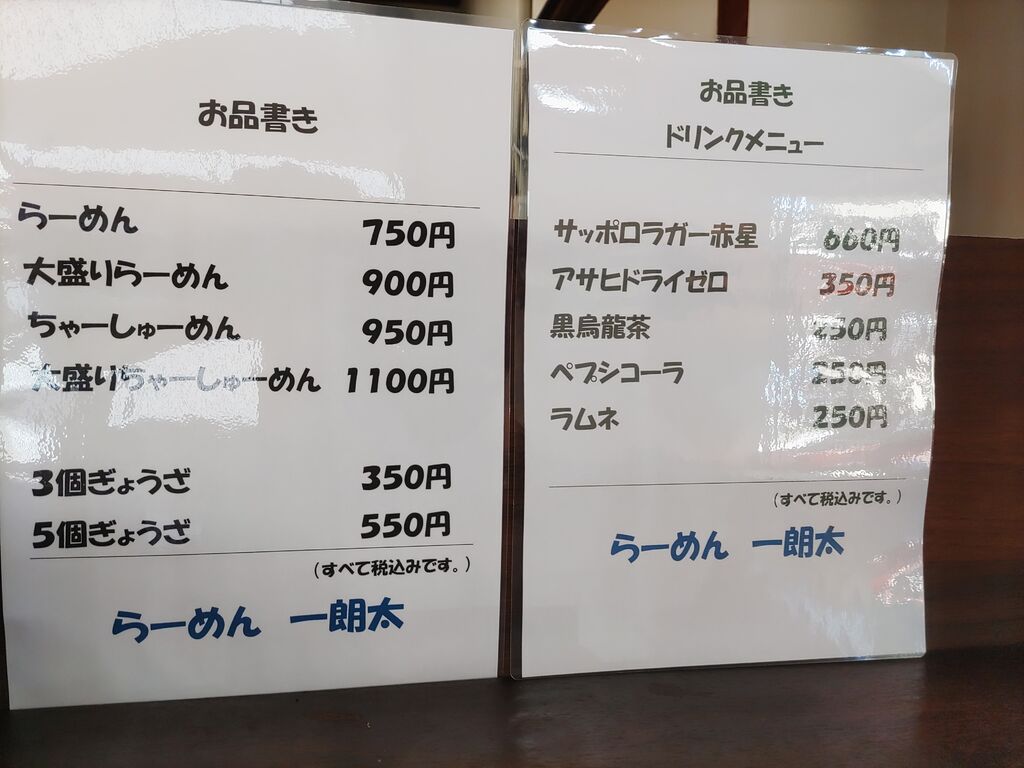 お品書き
らーめん 750円
大盛りらーめん 900円
ちゃーしゅーめん 950円
大盛りちゃーしゅーめん 1100円
3個ぎょうざ 350円
5個ぎょうざ 550円
(すべて税込みです。)
らーめん 一朗太
お品書き
ドリンクメニュー
サッポロラガー赤星 660円
アサヒドライゼロ 350円
黒烏龍茶 250円
ペプシコーラ 250円
ラムネ 250円
(すべて税込みです。)
らーめん 一朗太